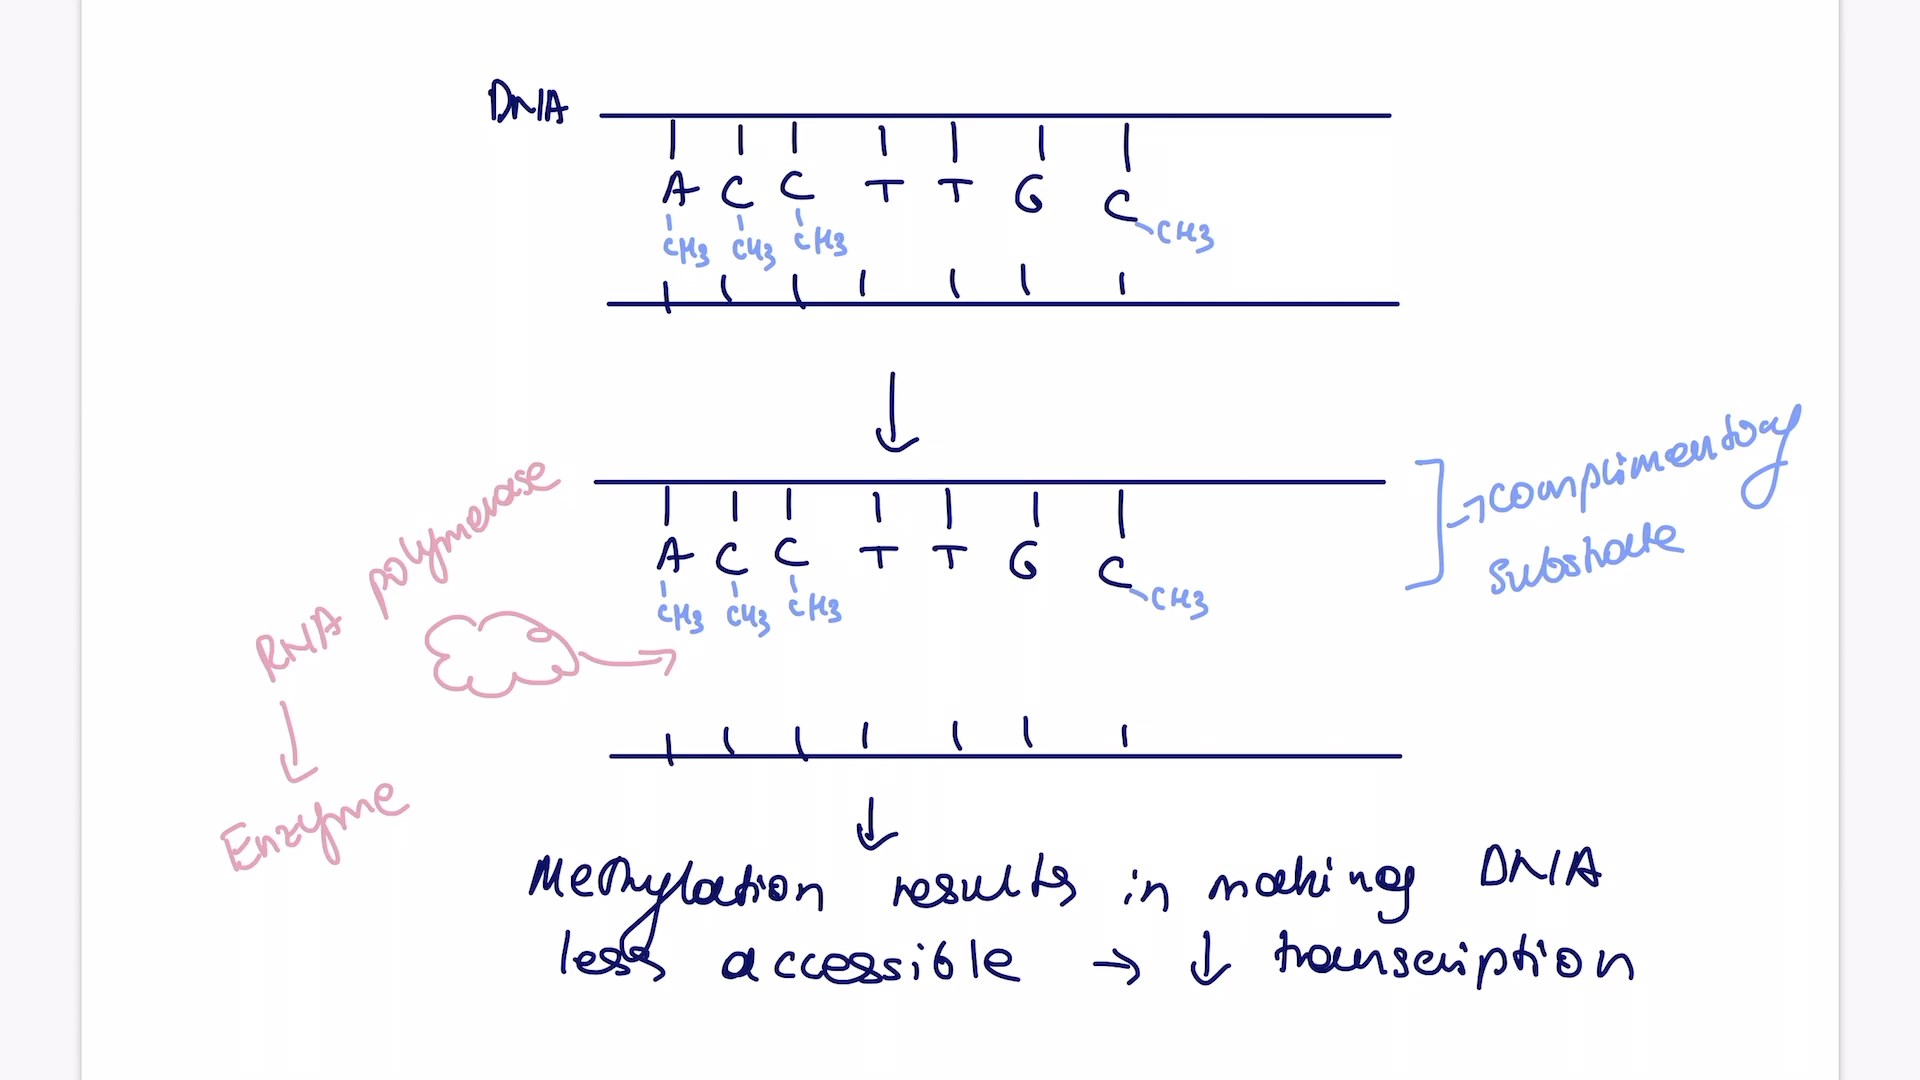 DNA
A C C T T G C
CH3 CH3 CH3 CH3
RNA polymerase
Enzyme
A C C T T G C
CH3 CH3 CH3 CH3
complimentory
substrate
Methylation results in making DNA
less accessible → ↓ transcription